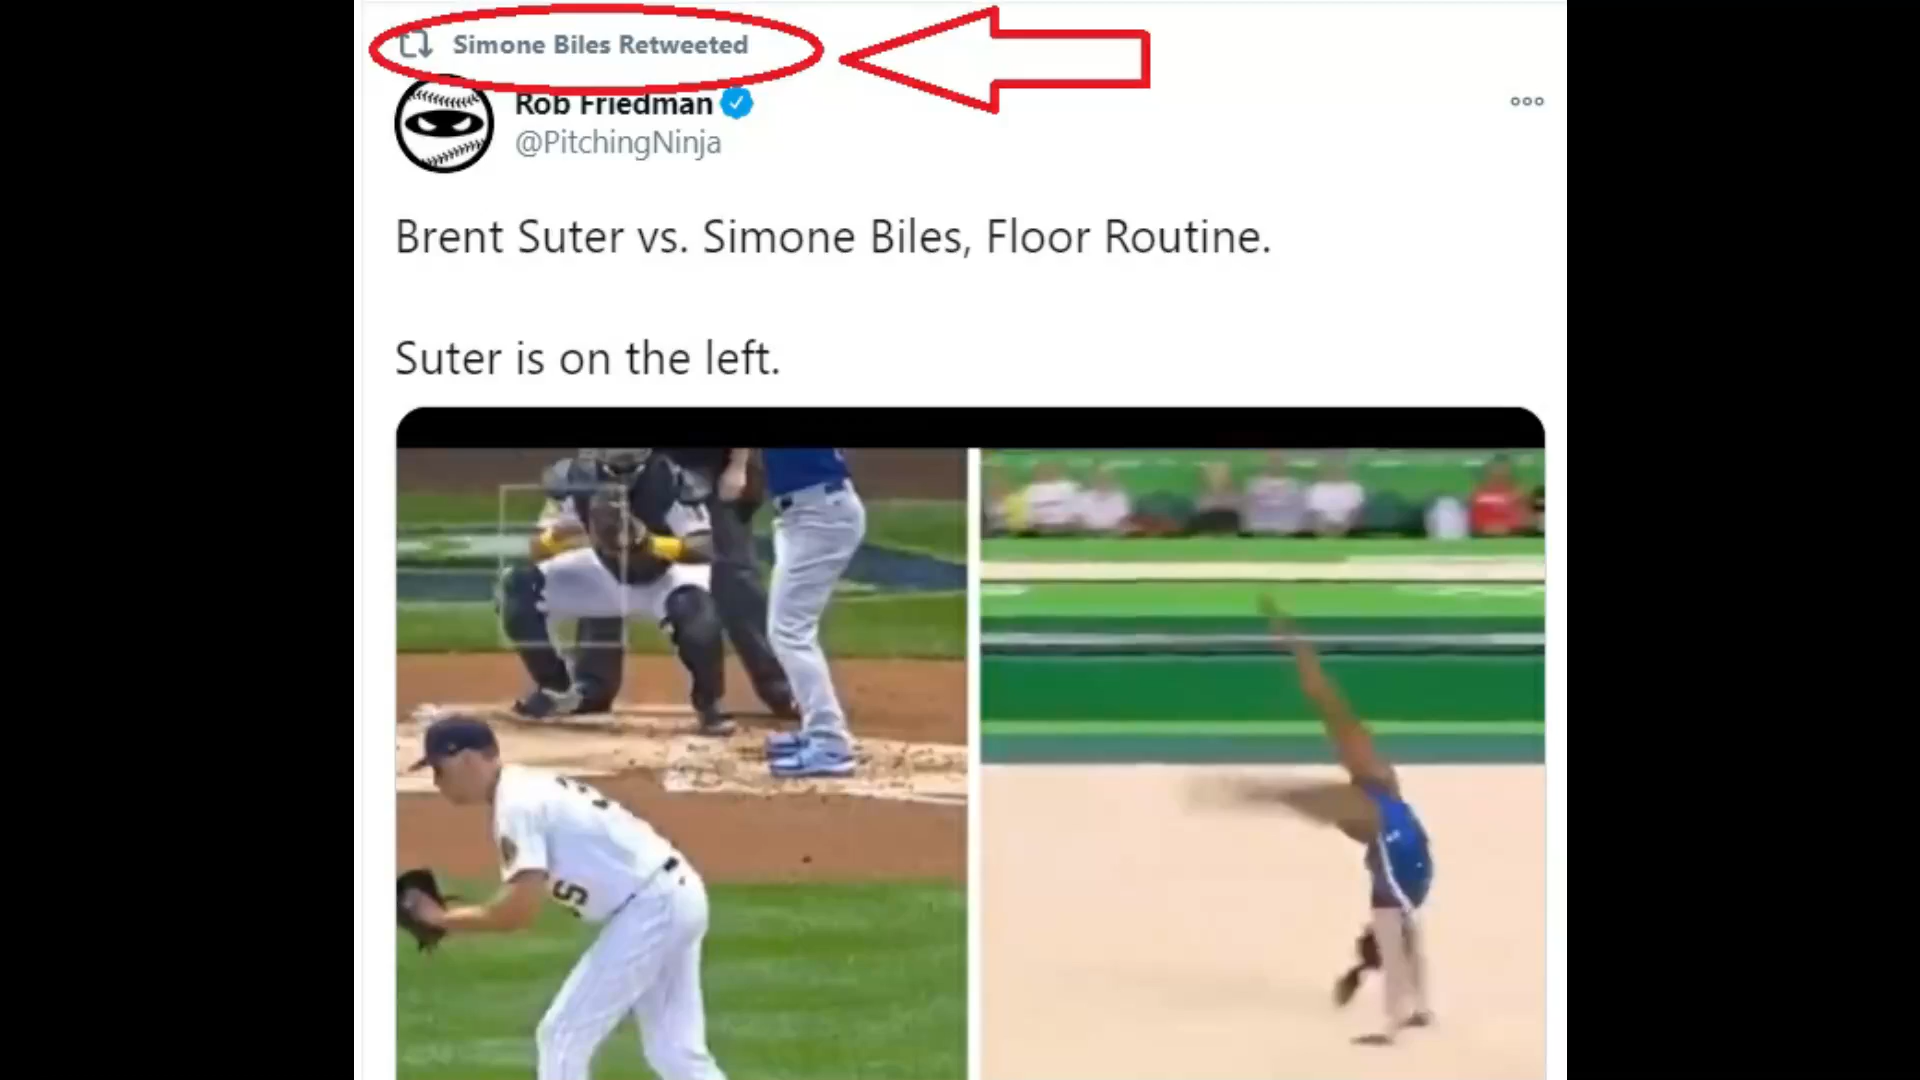 Simone Biles Retweeted
Rob Friedman
@PitchingNinja
Brent Suter vs. Simone Biles, Floor Routine.
Suter is on the left.